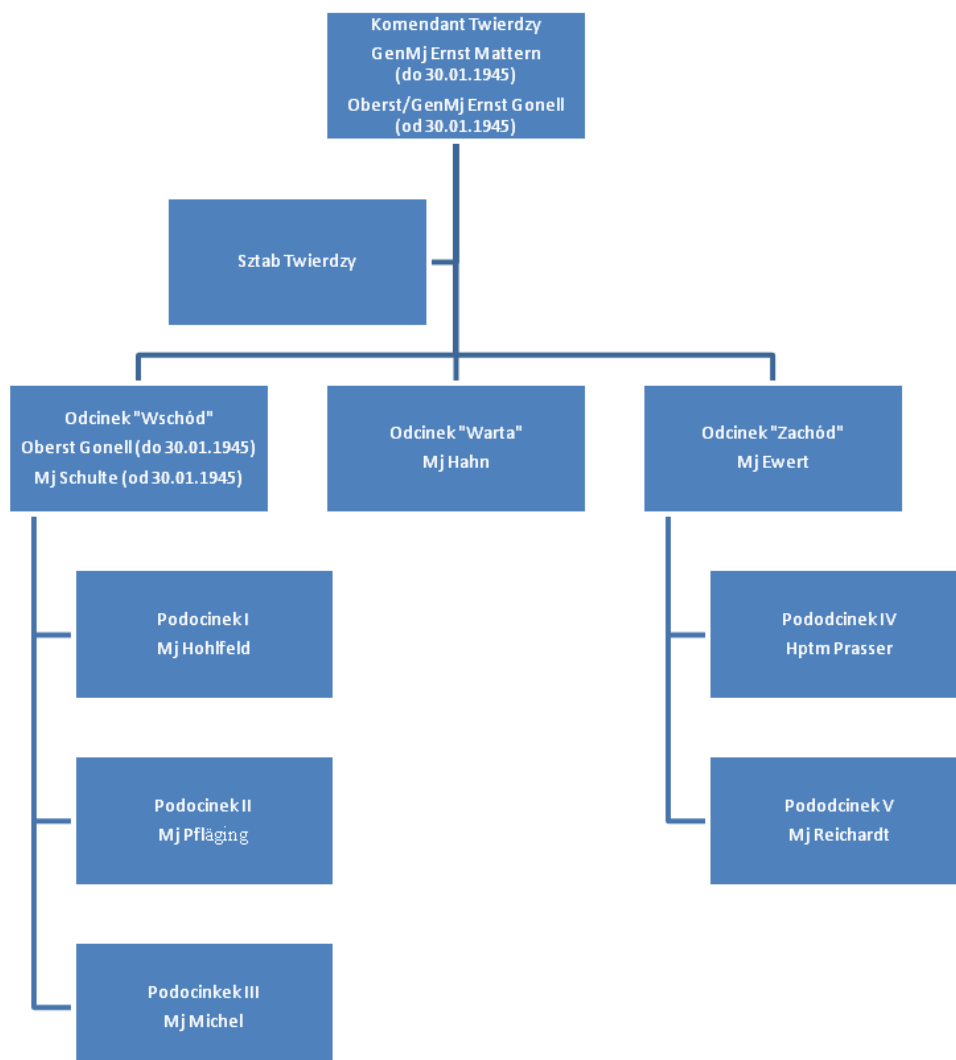 Komendant Twierdzy
GenMj Ernst Mattern
(do 30.01.1945)
Oberst/GenMj Ernst Gonell
(od 30.01.1945)
Sztab Twierdzy
Odcinek "Wschód"
Oberst Gonell (do 30.01.1945)
Mj Schulte (od 30.01.1945)
Odcinek "Warta"
Mj Hahn
Odcinek "Zachód"
Mj Ewert
Podocinek I
Mj Hohlfeld
Podocinek II
Mj Pfläging
Podocinkek III
Mj Michel
Pododcinek IV
Hptm Prasser
Pododcinek V
Mj Reichardt